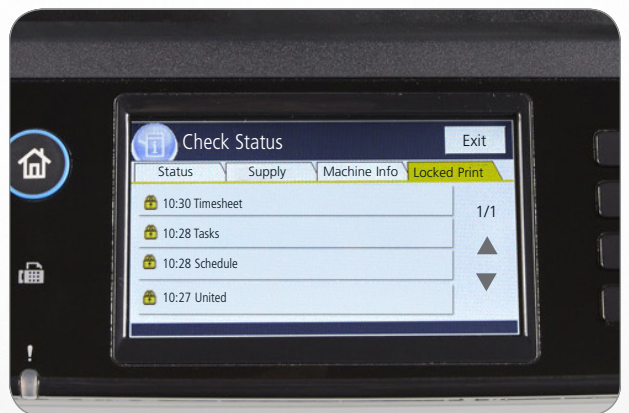 Check Status
Exit
Status
Supply
Machine Info
Locked Print
10:30 Timesheet
1/1
10:28 Tasks
10:28 Schedule
10:27 United
!